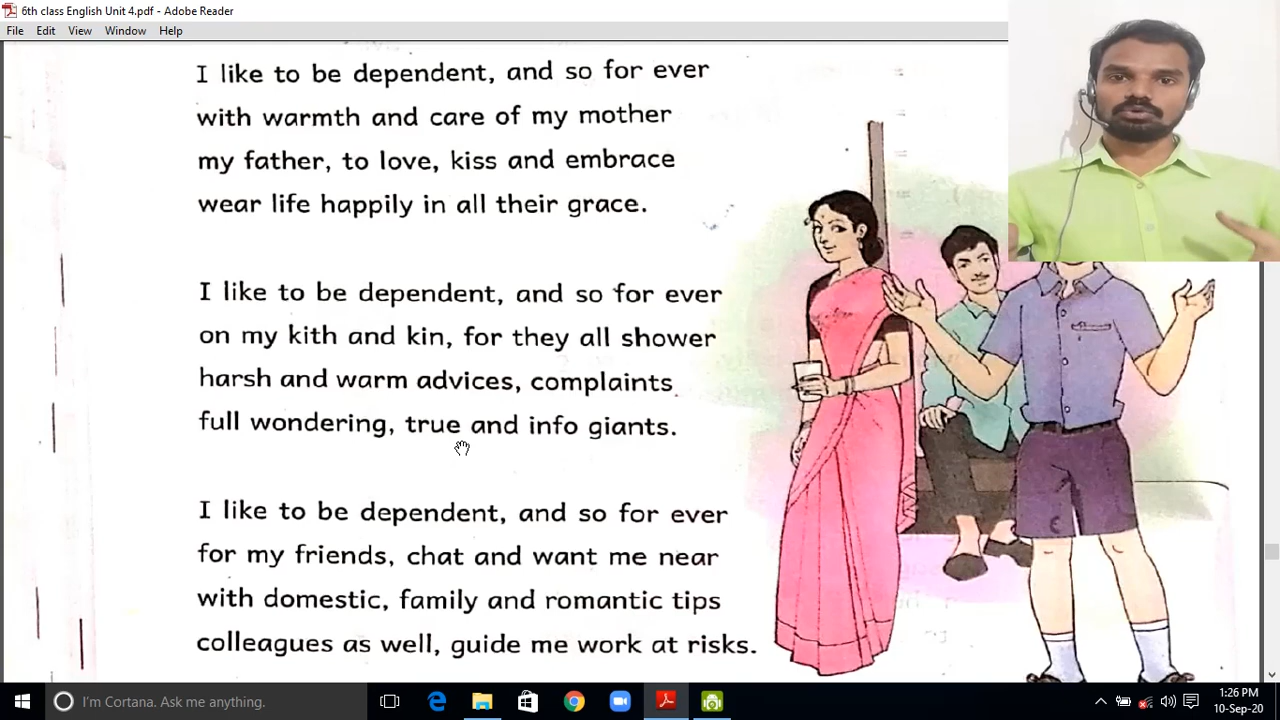 6th class English Unit 4.pdf - Adobe Reader
File Edit View Window Help
I like to be dependent, and so for ever
with warmth and care of my mother
my father, to love, kiss and embrace
wear life happily in all their grace.
I like to be dependent, and so for ever
on my kith and kin, for they all shower
harsh and warm advices, complaints
full wondering, true and info giants.
I like to be dependent, and so for ever
for my friends, chat and want me near
with domestic, family and romantic tips
colleagues as well, guide me work at risks.
I'm Cortana. Ask me anything.
1:26 PM
10-Sep-20